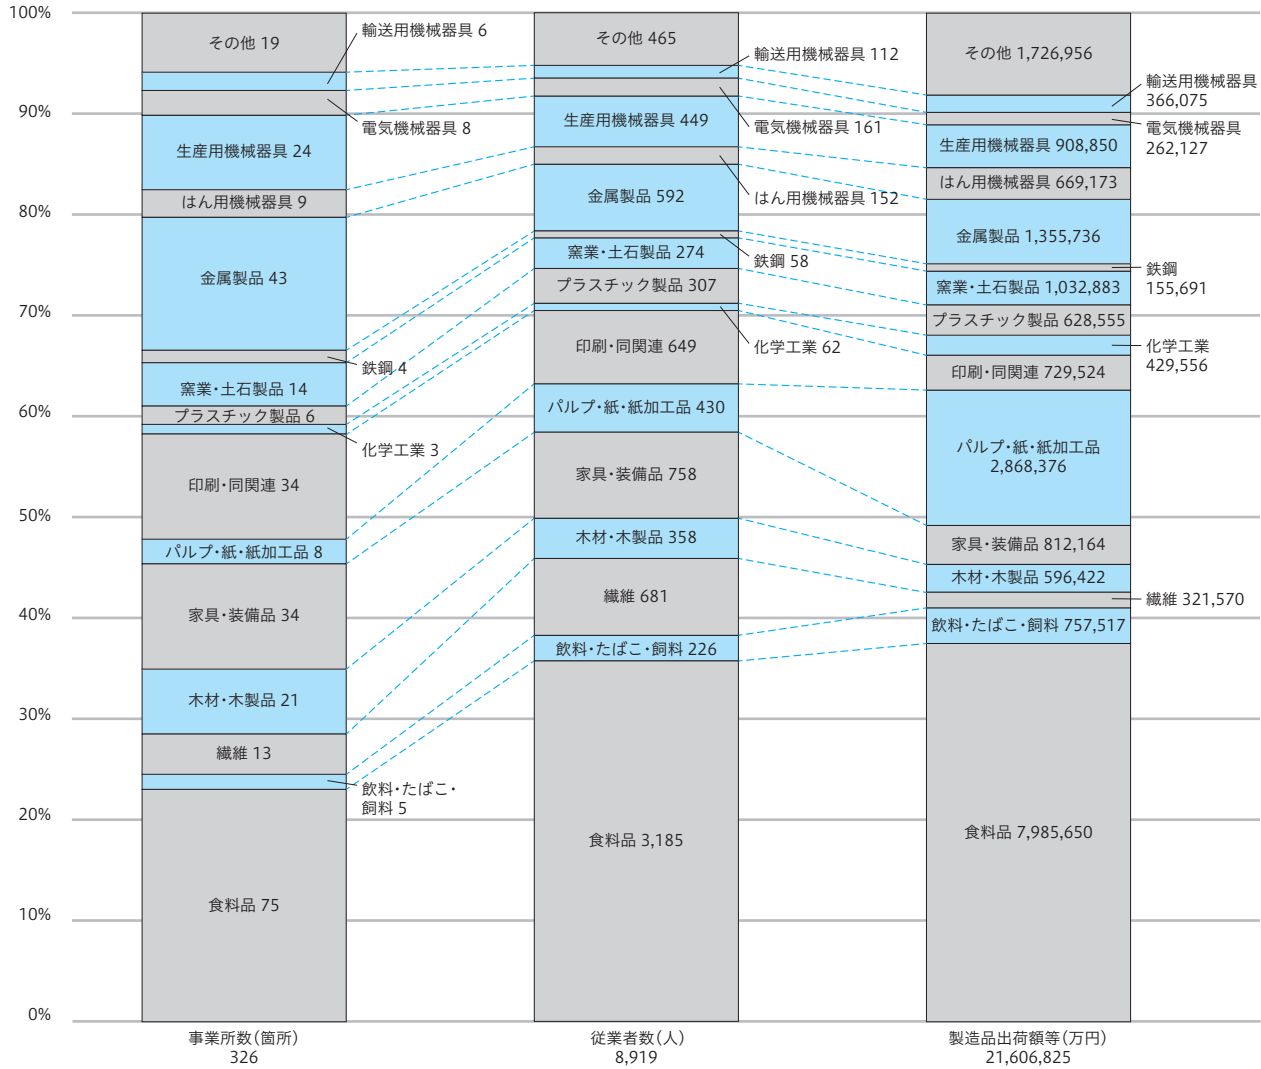 100%
90%
80%
70%
60%
50%
40%
30%
20%
10%
0%
その他 19
輸送用機械器具 6
電気機械器具 8
生産用機械器具 24
はん用機械器具 9
金属製品 43
鉄鋼 4
窯業・土石製品 14
プラスチック製品 6
化学工業 3
印刷・同関連 34
パルプ・紙・紙加工品 8
家具・装備品 34
木材・木製品 21
繊維 13
飲料・たばこ・
飼料 5
食料品 75
事業所数(箇所)
326
その他 465
輸送用機械器具 112
電気機械器具 161
生産用機械器具 449
はん用機械器具 152
金属製品 592
鉄鋼 58
窯業・土石製品 274
プラスチック製品 307
化学工業 62
印刷・同関連 649
パルプ・紙・紙加工品 430
家具・装備品 758
木材・木製品 358
繊維 681
飲料・たばこ・飼料 226
食料品 3,185
従業者数(人)
8,919
その他 1,726,956
輸送用機械器具
366,075
電気機械器具
262,127
生産用機械器具 908,850
はん用機械器具 669,173
金属製品 1,355,736
鉄鋼
155,691
窯業・土石製品 1,032,883
プラスチック製品 628,555
化学工業
429,556
印刷・同関連 729,524
パルプ・紙・紙加工品
2,868,376
家具・装備品 812,164
木材・木製品 596,422
繊維 321,570
飲料・たばこ・飼料 757,517
食料品 7,985,650
製造品出荷額等(万円)
21,606,825